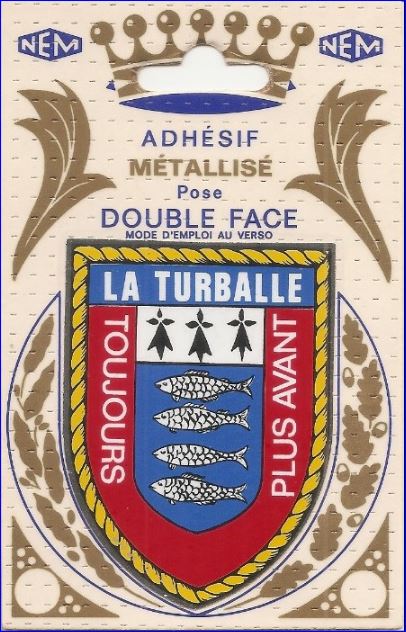 NEM NEM
ADHÉSIF
MÉTALLISÉ
Pose
DOUBLE FACE
MODE D'EMPLOI AU VERSO
LA TURBALLE
TOUJOURS
PLUS AVANT